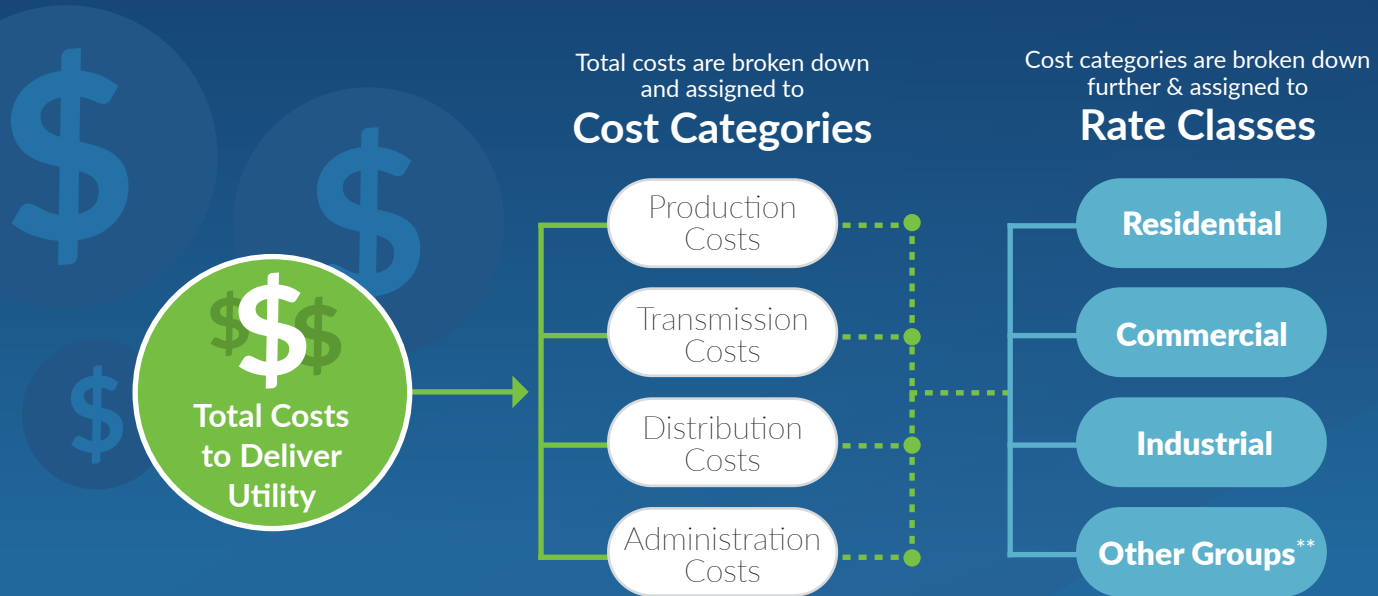 $
$
$
$ $ $
Total Costs
to Deliver
Utility
Total costs are broken down
and assigned to
Cost Categories
Production
Costs
Transmission
Costs
Distribution
Costs
Administration
Costs
Cost categories are broken down
further & assigned to
Rate Classes
Residential
Commercial
Industrial
Other Groups**